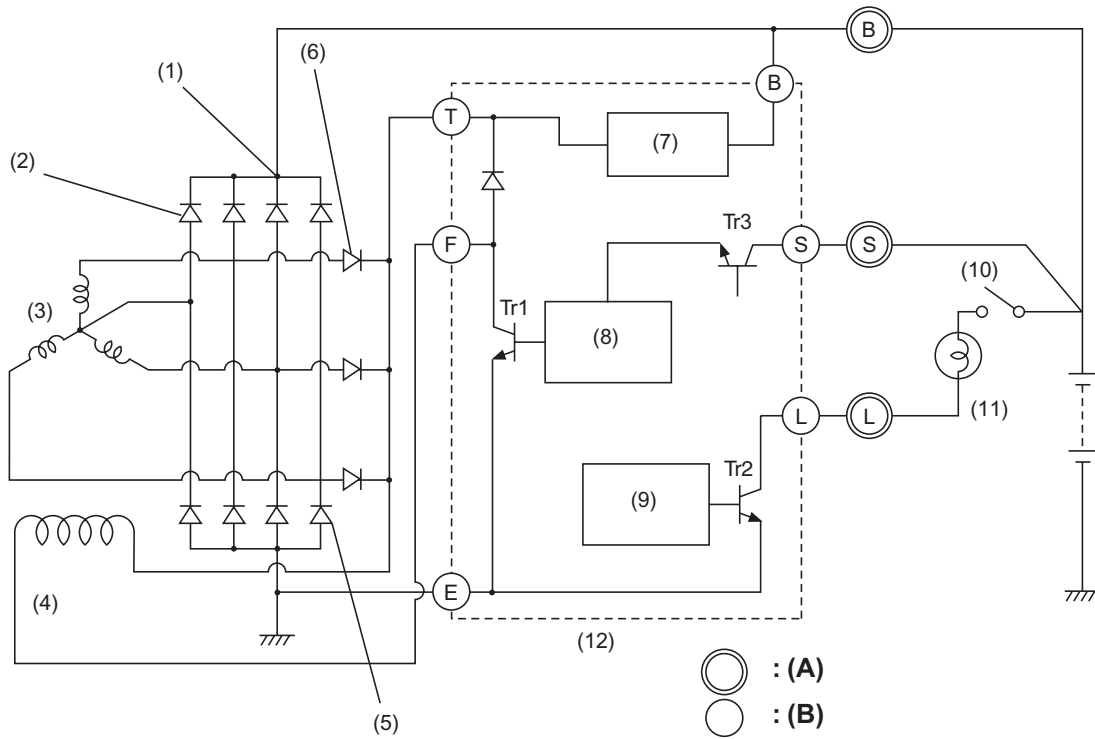 B
(6)
(1)
B
T
(7)
(2)
Tr3
F
S
S
(10)
Tr1
(3)
(8)
L
L
(11)
Tr2
(9)
E
(4)
(12)
: (A)
: (B)
(5)